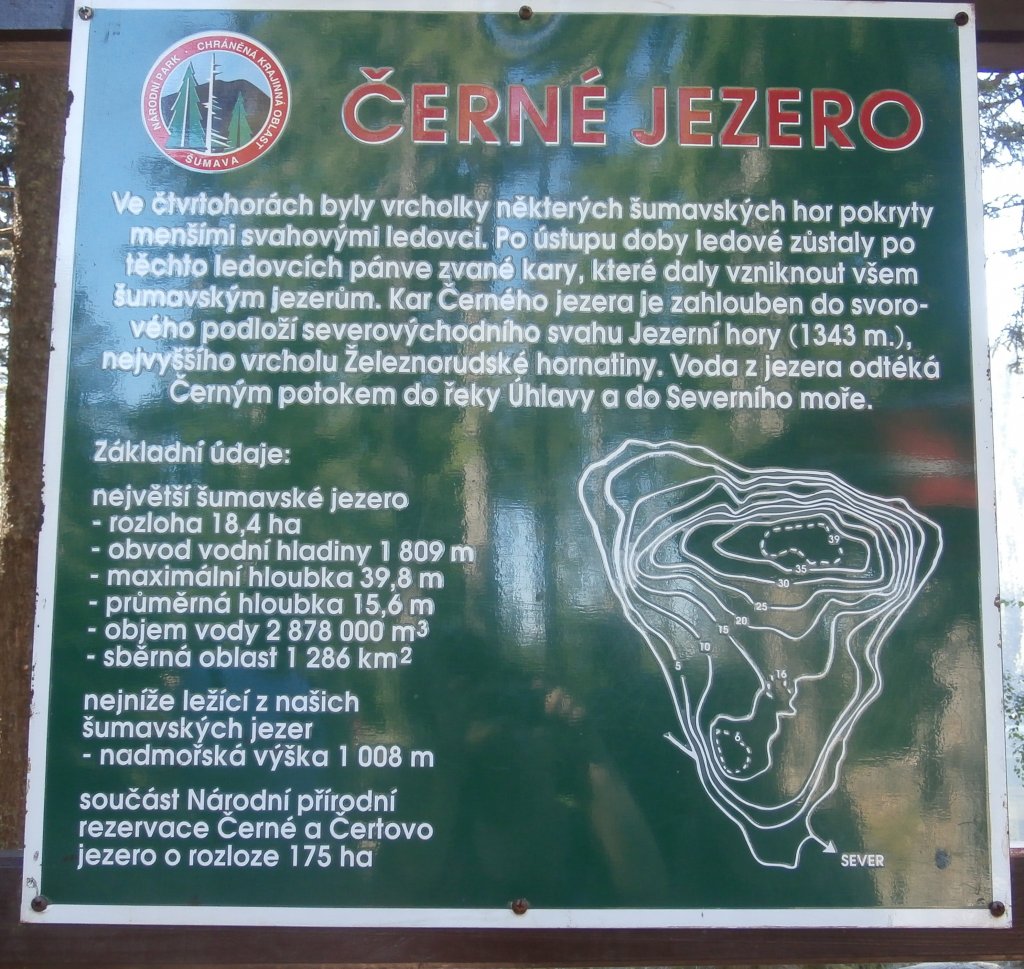 NÁRODNÍ PARK · CHRÁNĚNÁ KRAJINNÁ OBLAST
ŠUMAVA
ČERNÉ JEZERO
Ve čtvrtohorách byly vrcholky některých šumavských hor pokryty
menšími svahovými ledovci. Po ústupu doby ledové zůstaly po
těchto ledovcích pánve zvané kary, které daly vzniknout všem
šumavským jezerům. Kar Černého jezera je zahlouben do svoro-
vého podloží severovýchodního svahu Jezerní hory (1343 m.),
nejvyššího vrcholu Železnorudské hornatiny. Voda z jezera odtéká
Černým potokem do řeky Úhlavy a do Severního moře.
Základní údaje:
největší šumavské jezero
- rozloha 18,4 ha
- obvod vodní hladiny 1 809 m
- maximální hloubka 39,8 m
- průměrná hloubka 15,6 m
- objem vody 2 878 000 m³
- sběrná oblast 1 286 km²
nejníže ležící z našich
šumavských jezer
- nadmořská výška 1 008 m
součást Národní přírodní
rezervace Černé a Čertovo
jezero o rozloze 175 ha
39
35
30
25
20
15
10
5
16
6
SEVER